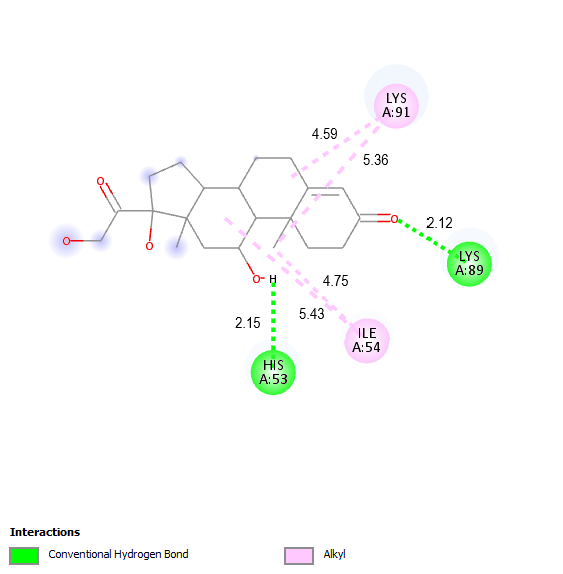 LYS
A:91
4.59
5.36
O
O
2.12
LYS
A:89
O
O
O
H
4.75
5.43
2.15
ILE
A:54
HIS
A:53
Interactions
Conventional Hydrogen Bond
Alkyl